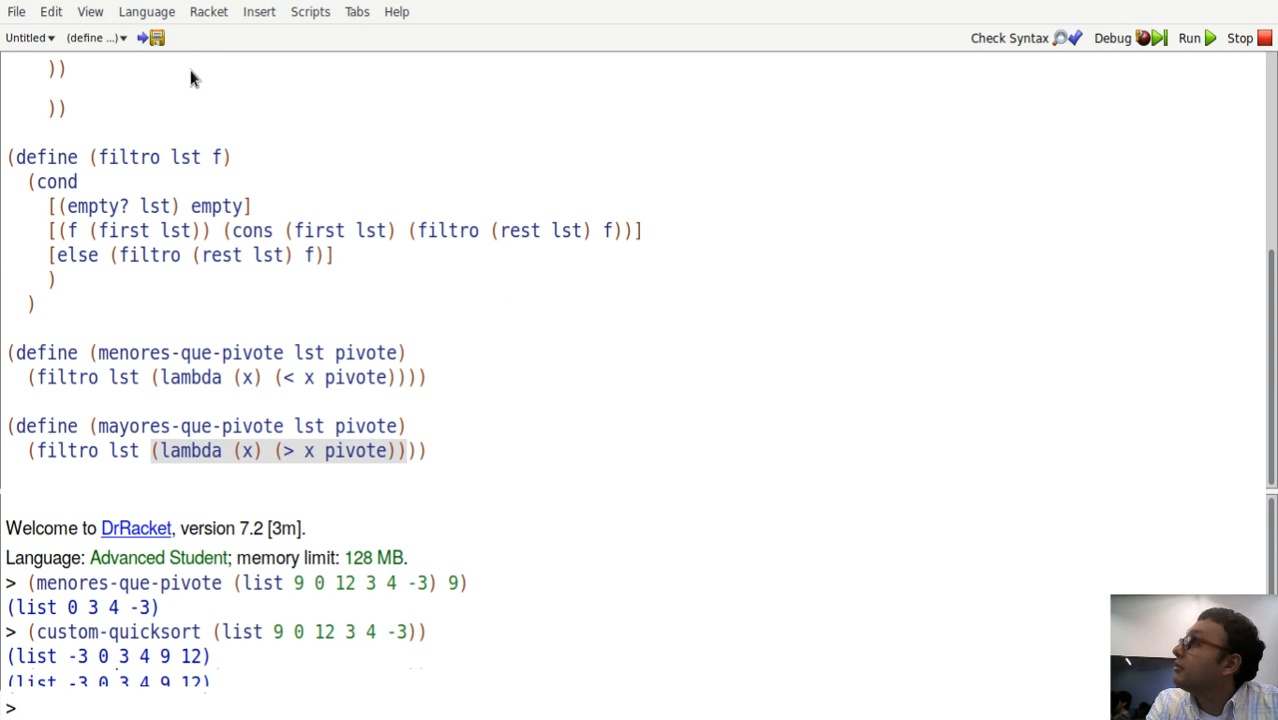 File Edit View Language Racket Insert Scripts Tabs Help
Untitled (define ...) Check Syntax Debug Run Stop
))
))
(define (filtro lst f)
(cond
[(empty? lst) empty]
[(f (first lst)) (cons (first lst) (filtro (rest lst) f))]
[else (filtro (rest lst) f)]
)
)
(define (menores-que-pivote lst pivote)
(filtro lst (lambda (x) (< x pivote))))
(define (mayores-que-pivote lst pivote)
(filtro lst (lambda (x) (> x pivote))))
Welcome to DrRacket, version 7.2 [3m].
Language: Advanced Student; memory limit: 128 MB.
> (menores-que-pivote (list 9 0 12 3 4 -3) 9)
(list 0 3 4 -3)
> (custom-quicksort (list 9 0 12 3 4 -3))
(list -3 0 3 4 9 12)
(list -3 0 3 4 9 12)
>